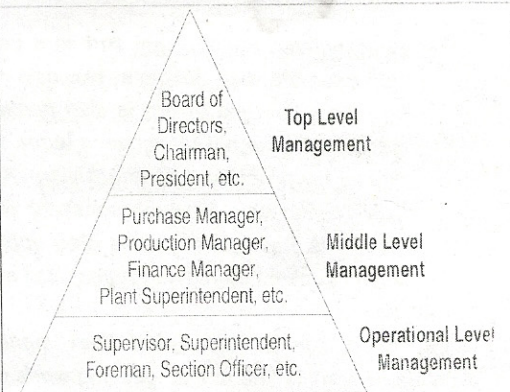 Board of
Directors,
Chairman,
President, etc.
Top Level
Management
Purchase Manager,
Production Manager,
Finance Manager,
Plant Superintendent, etc.
Middle Level
Management
Supervisor, Superintendent,
Foreman, Section Officer, etc.
Operational Level
Management